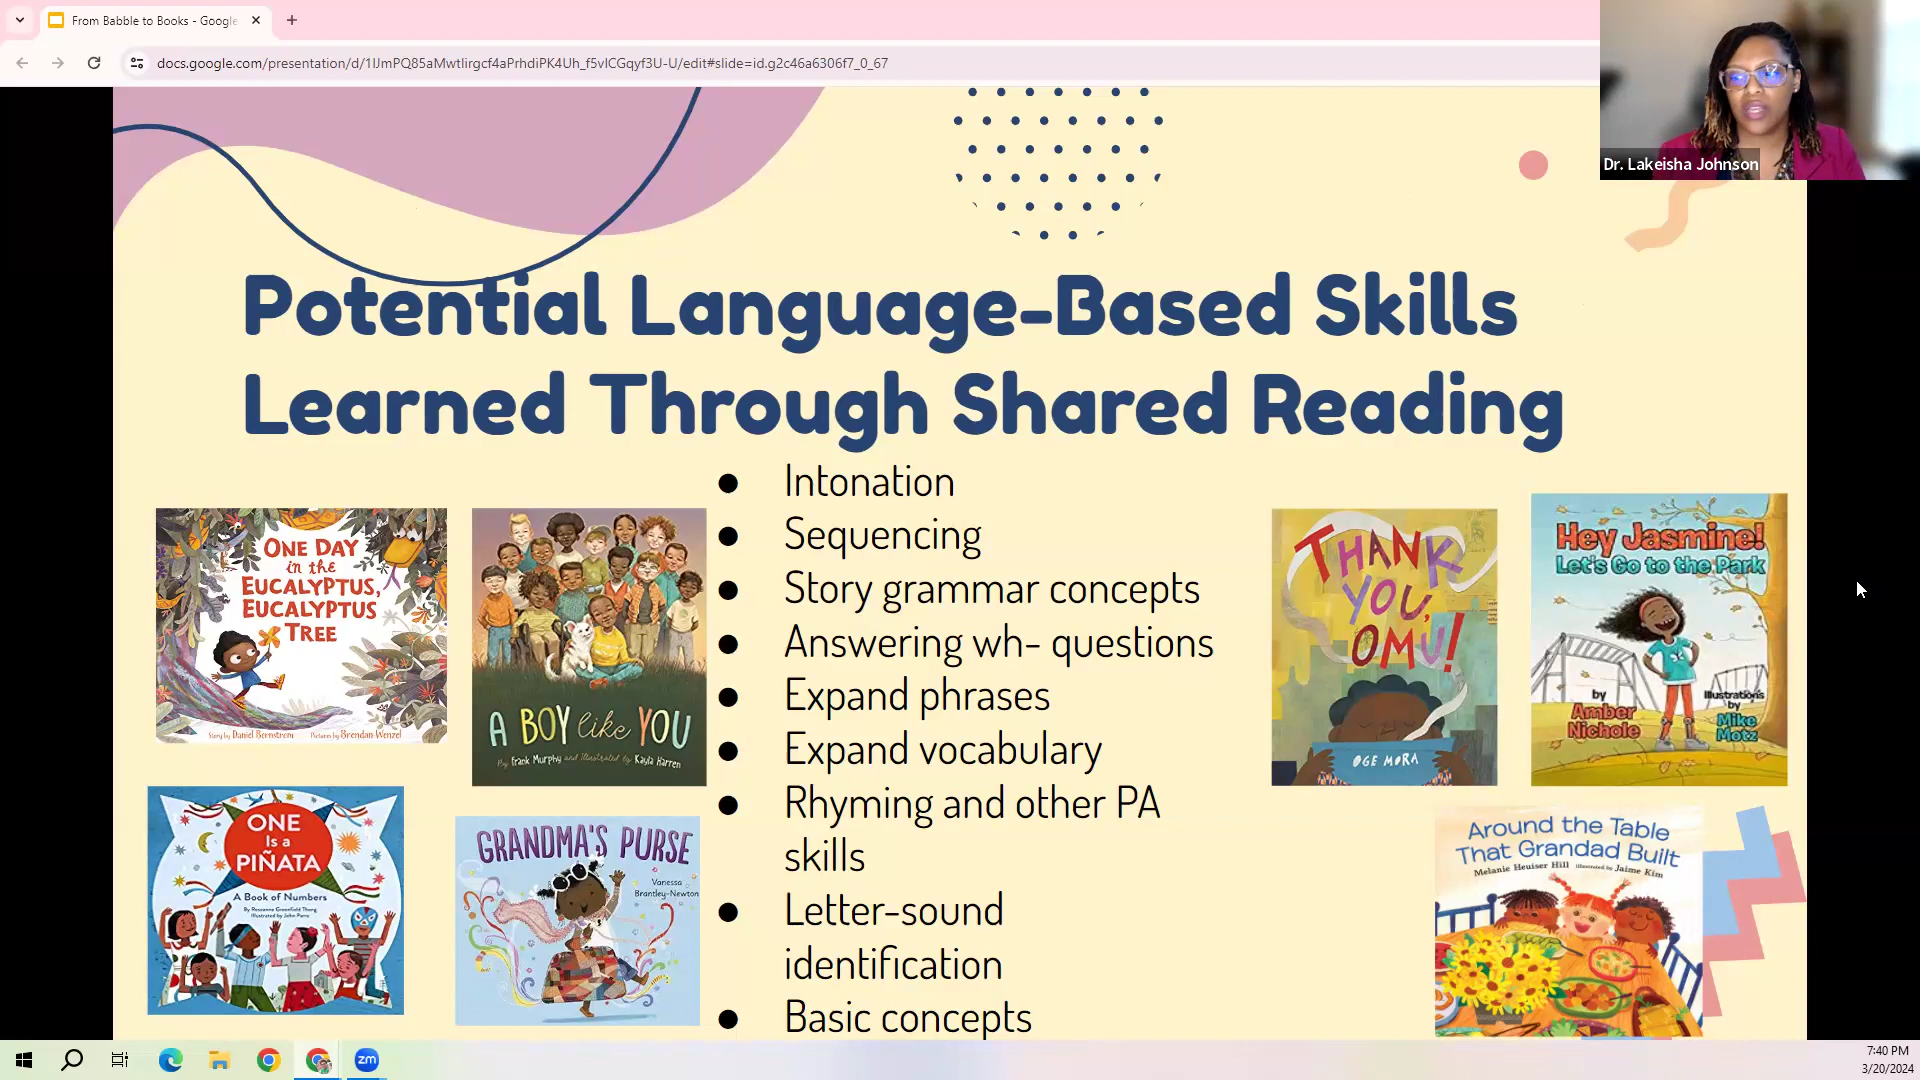 From Babble to Books - Google
docs.google.com/presentation/d/1IJmPQ85aMwtlirgcf4aPrhdiPK4Uh_f5vICGqyf3U-U/edit#slide=id.g2c46a6306f7_0_67
Dr. Lakeisha Johnson
Potential Language-Based Skills
Learned Through Shared Reading
ONE DAY
in the
EUCALYPTUS,
EUCALYPTUS
TREE
Story by Daniel Bernstrom Pictures by Brendan Wenzel
A BOY like YOU
By Frank Murphy and illustrated by Kayla Harren
ONE
Is a
PIÑATA
A Book of Numbers
By Roseanne Greenfield Thong
Illustrated by John Parra
GRANDMA'S PURSE
Vanessa
Brantley-Newton
● Intonation
● Sequencing
● Story grammar concepts
● Answering wh- questions
● Expand phrases
● Expand vocabulary
● Rhyming and other PA
skills
● Letter-sound
identification
● Basic concepts
THANK
YOU,
OMU!
OGE MORA
Hey Jasmine!
Let's Go to the Park
by
Amber
Nichole
Illustrations
by
Mike
Motz
Around the Table
That Grandad Built
Melanie Heuiser Hill illustrated by Jaime Kim
zm
7:40 PM
3/20/2024